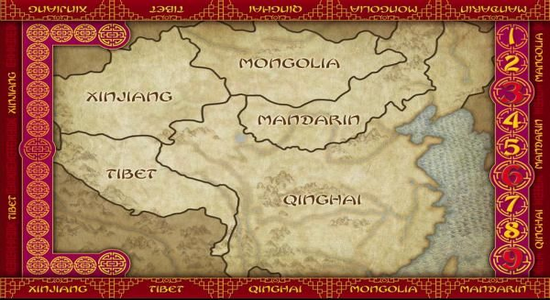 XINJIANG TIBET QINGHAI MONGOLIA MANDARIN
MONGOLIA
XINJIANG
MANDARIN
TIBET
QINGHAI
XINJIANG
TIBET
1
2
3
4
5
6
7
8
9
MONGOLIA
MANDARIN
QINGHAI
XINJIANG TIBET QINGHAI MONGOLIA MANDARIN